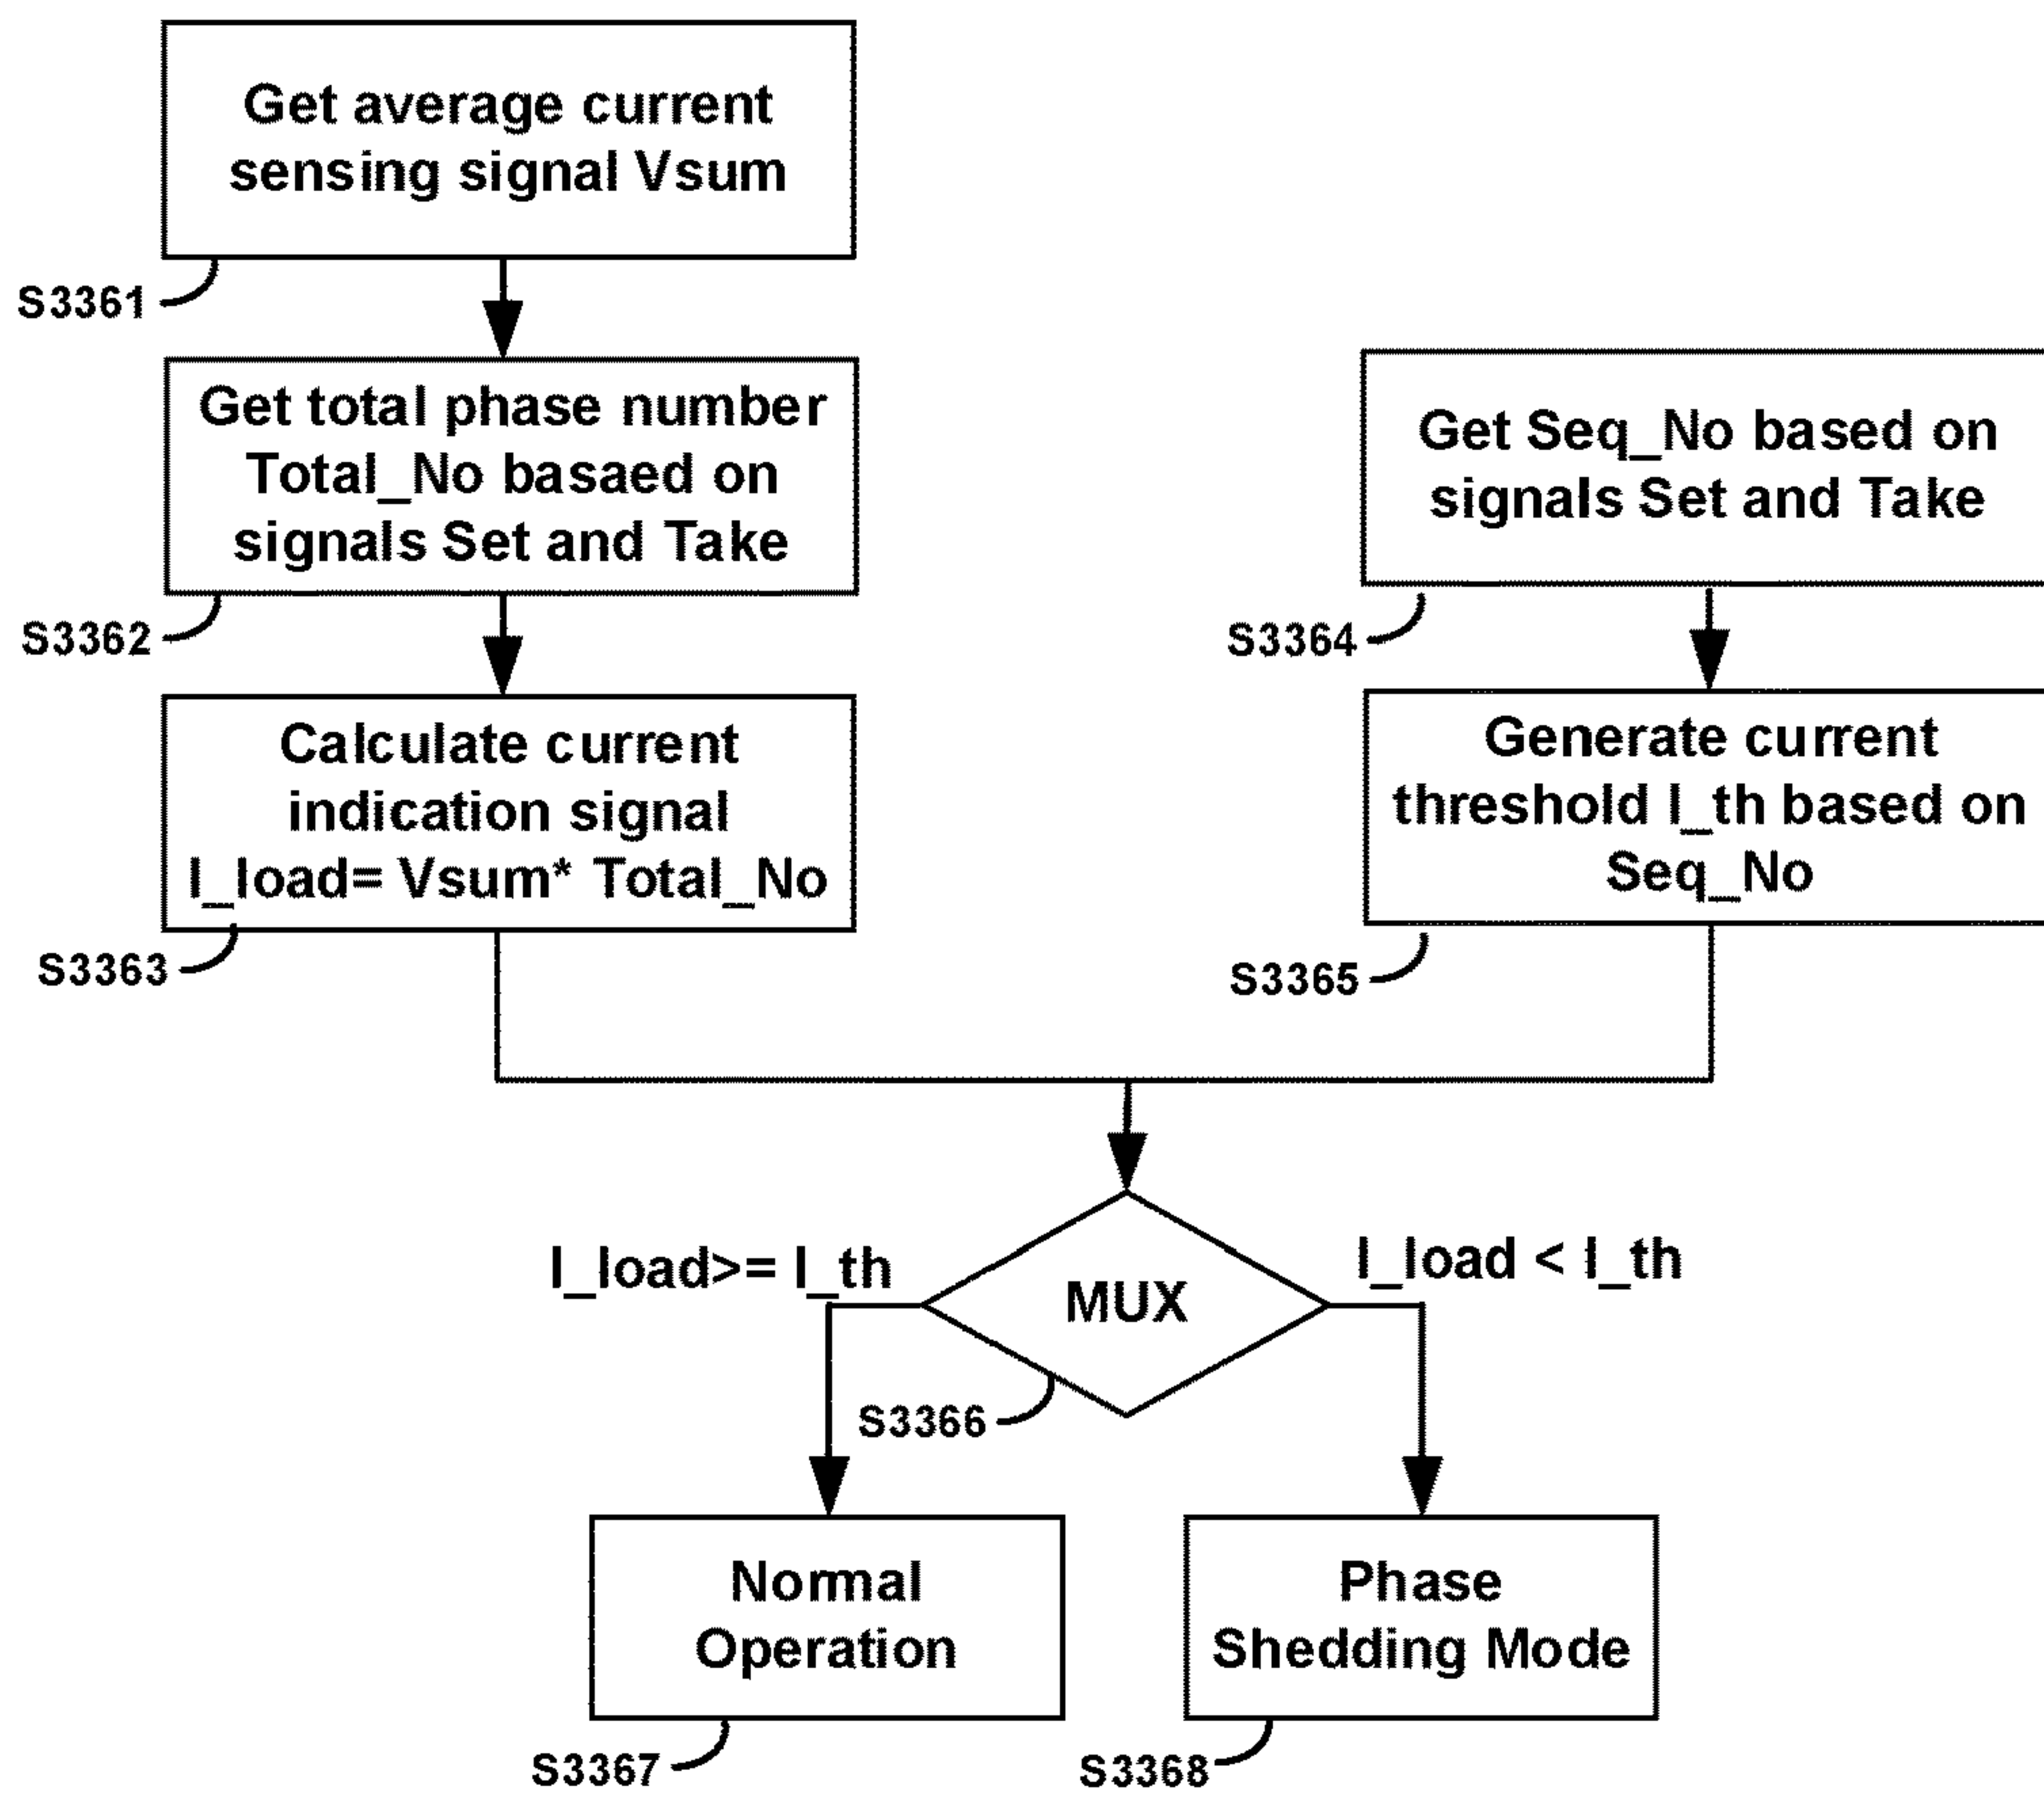 Get average current
sensing signal Vsum
S3361
Get total phase number
Total_No basaed on
signals Set and Take
S3362
Calculate current
indication signal
I_load= Vsum* Total_No
S3363
Get Seq_No based on
signals Set and Take
S3364
Generate current
threshold I_th based on
Seq_No
S3365
I_load>= I_th
MUX
I_load < I_th
S3366
Normal
Operation
S3367
Phase
Shedding Mode
S3368